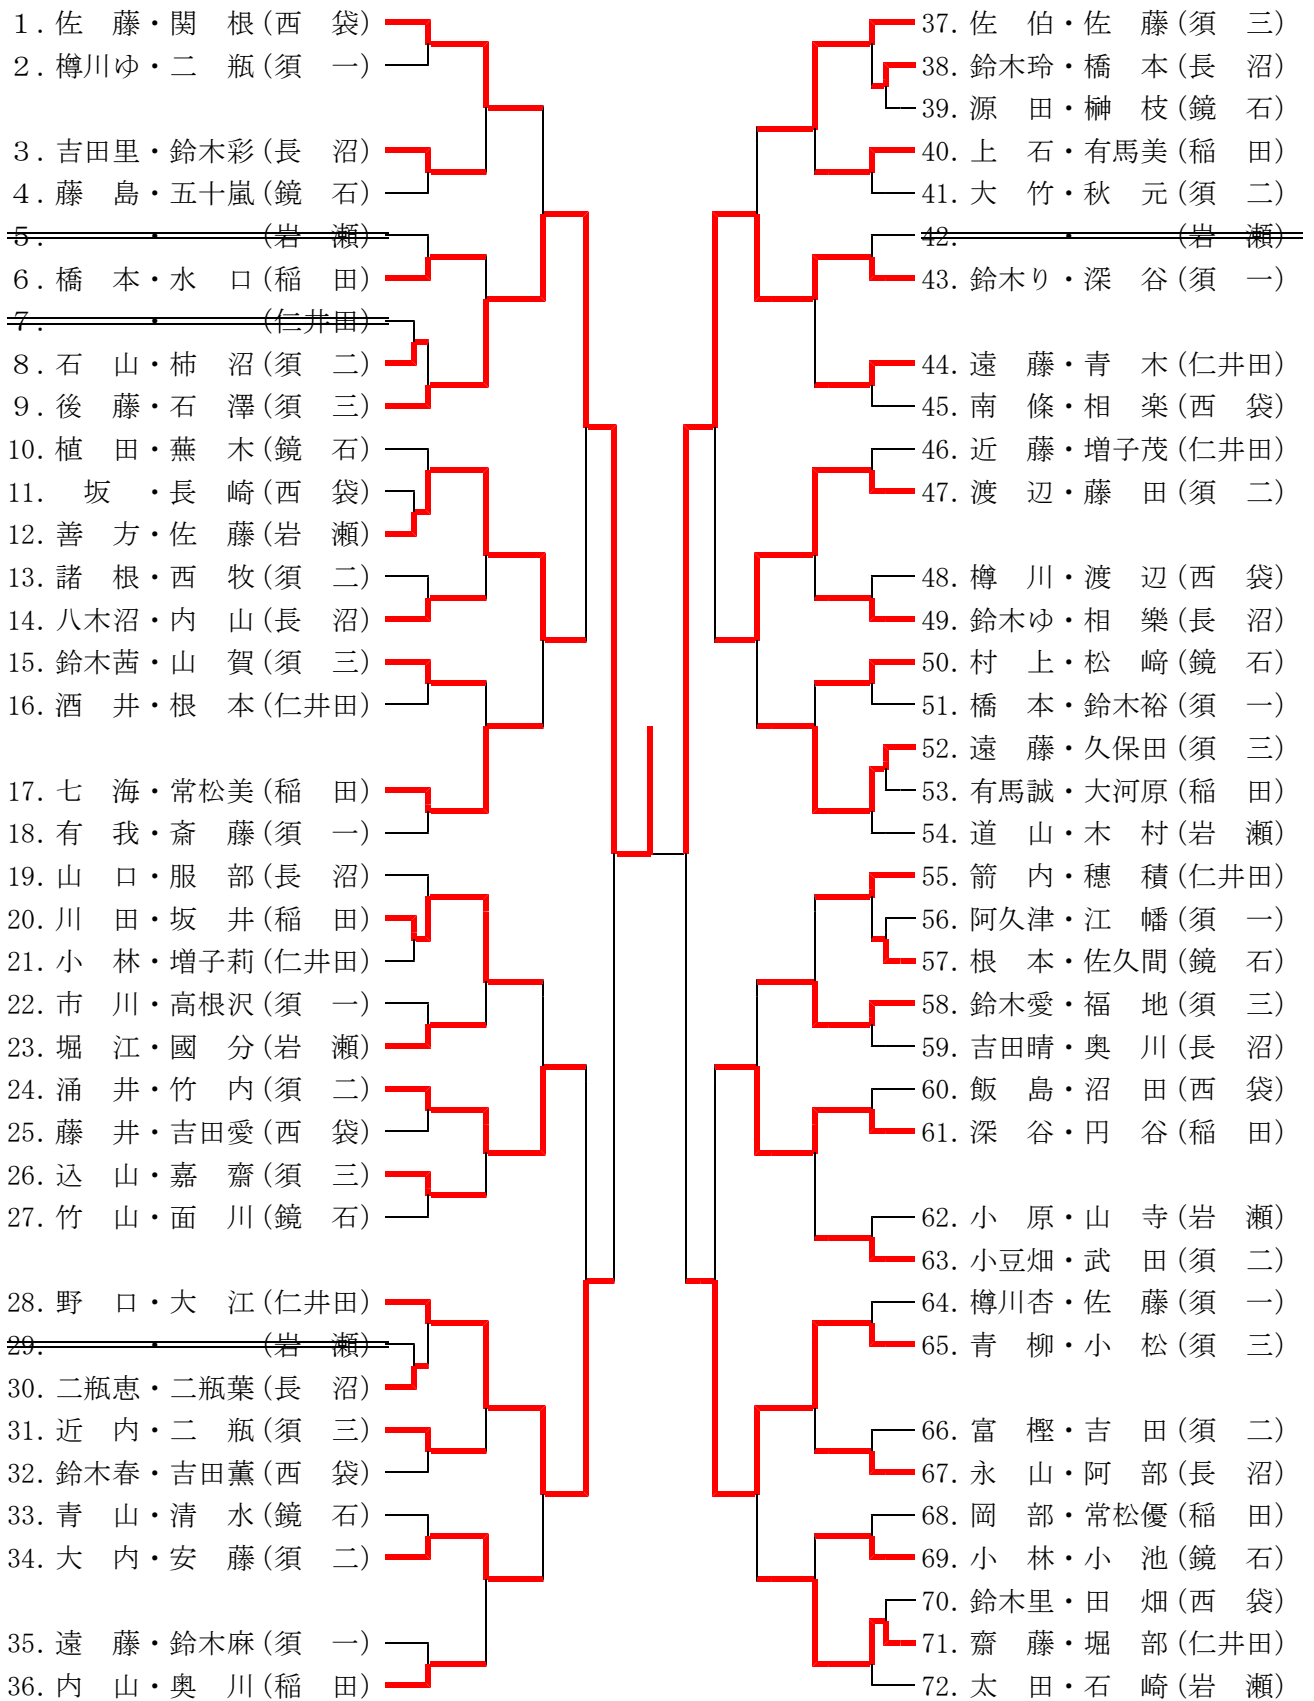 1. 佐　藤・関　根(西　袋)
2. 樽川ゆ・二　瓶(須　一)
3. 吉田里・鈴木彩(長　沼)
4. 藤　島・五十嵐(鏡　石)
5. ・ (岩　瀬)
6. 橋　本・水　口(稲　田)
7. ・ (仁井田)
8. 石　山・柿　沼(須　二)
9. 後　藤・石　澤(須　三)
10. 植　田・蕪　木(鏡　石)
11. 坂　・長　崎(西　袋)
12. 善　方・佐　藤(岩　瀬)
13. 諸　根・西　牧(須　二)
14. 八木沼・内　山(長　沼)
15. 鈴木茜・山　賀(須　三)
16. 酒　井・根　本(仁井田)
17. 七　海・常松美(稲　田)
18. 有　我・斎　藤(須　一)
19. 山　口・服　部(長　沼)
20. 川　田・坂　井(稲　田)
21. 小　林・増子莉(仁井田)
22. 市　川・高根沢(須　一)
23. 堀　江・國　分(岩　瀬)
24. 涌　井・竹　内(須　二)
25. 藤　井・吉田愛(西　袋)
26. 込　山・嘉　齋(須　三)
27. 竹　山・面　川(鏡　石)
28. 野　口・大　江(仁井田)
29. ・ (岩　瀬)
30. 二瓶恵・二瓶葉(長　沼)
31. 近　内・二　瓶(須　三)
32. 鈴木春・吉田薫(西　袋)
33. 青　山・清　水(鏡　石)
34. 大　内・安　藤(須　二)
35. 遠　藤・鈴木麻(須　一)
36. 内　山・奥　川(稲　田)
37. 佐　伯・佐　藤(須　三)
38. 鈴木玲・橋　本(長　沼)
39. 源　田・榊　枝(鏡　石)
40. 上　石・有馬美(稲　田)
41. 大　竹・秋　元(須　二)
42. ・ (岩　瀬)
43. 鈴木り・深　谷(須　一)
44. 遠　藤・青　木(仁井田)
45. 南　條・相　楽(西　袋)
46. 近　藤・増子茂(仁井田)
47. 渡　辺・藤　田(須　二)
48. 樽　川・渡　辺(西　袋)
49. 鈴木ゆ・相　樂(長　沼)
50. 村　上・松　﨑(鏡　石)
51. 橋　本・鈴木裕(須　一)
52. 遠　藤・久保田(須　三)
53. 有馬誠・大河原(稲　田)
54. 道　山・木　村(岩　瀬)
55. 箭　内・穂　積(仁井田)
56. 阿久津・江　幡(須　一)
57. 根　本・佐久間(鏡　石)
58. 鈴木愛・福　地(須　三)
59. 吉田晴・奥　川(長　沼)
60. 飯　島・沼　田(西　袋)
61. 深　谷・円　谷(稲　田)
62. 小　原・山　寺(岩　瀬)
63. 小豆畑・武　田(須　二)
64. 樽川杏・佐　藤(須　一)
65. 青　柳・小　松(須　三)
66. 富　樫・吉　田(須　二)
67. 永　山・阿　部(長　沼)
68. 岡　部・常松優(稲　田)
69. 小　林・小　池(鏡　石)
70. 鈴木里・田　畑(西　袋)
71. 齋　藤・堀　部(仁井田)
72. 太　田・石　崎(岩　瀬)